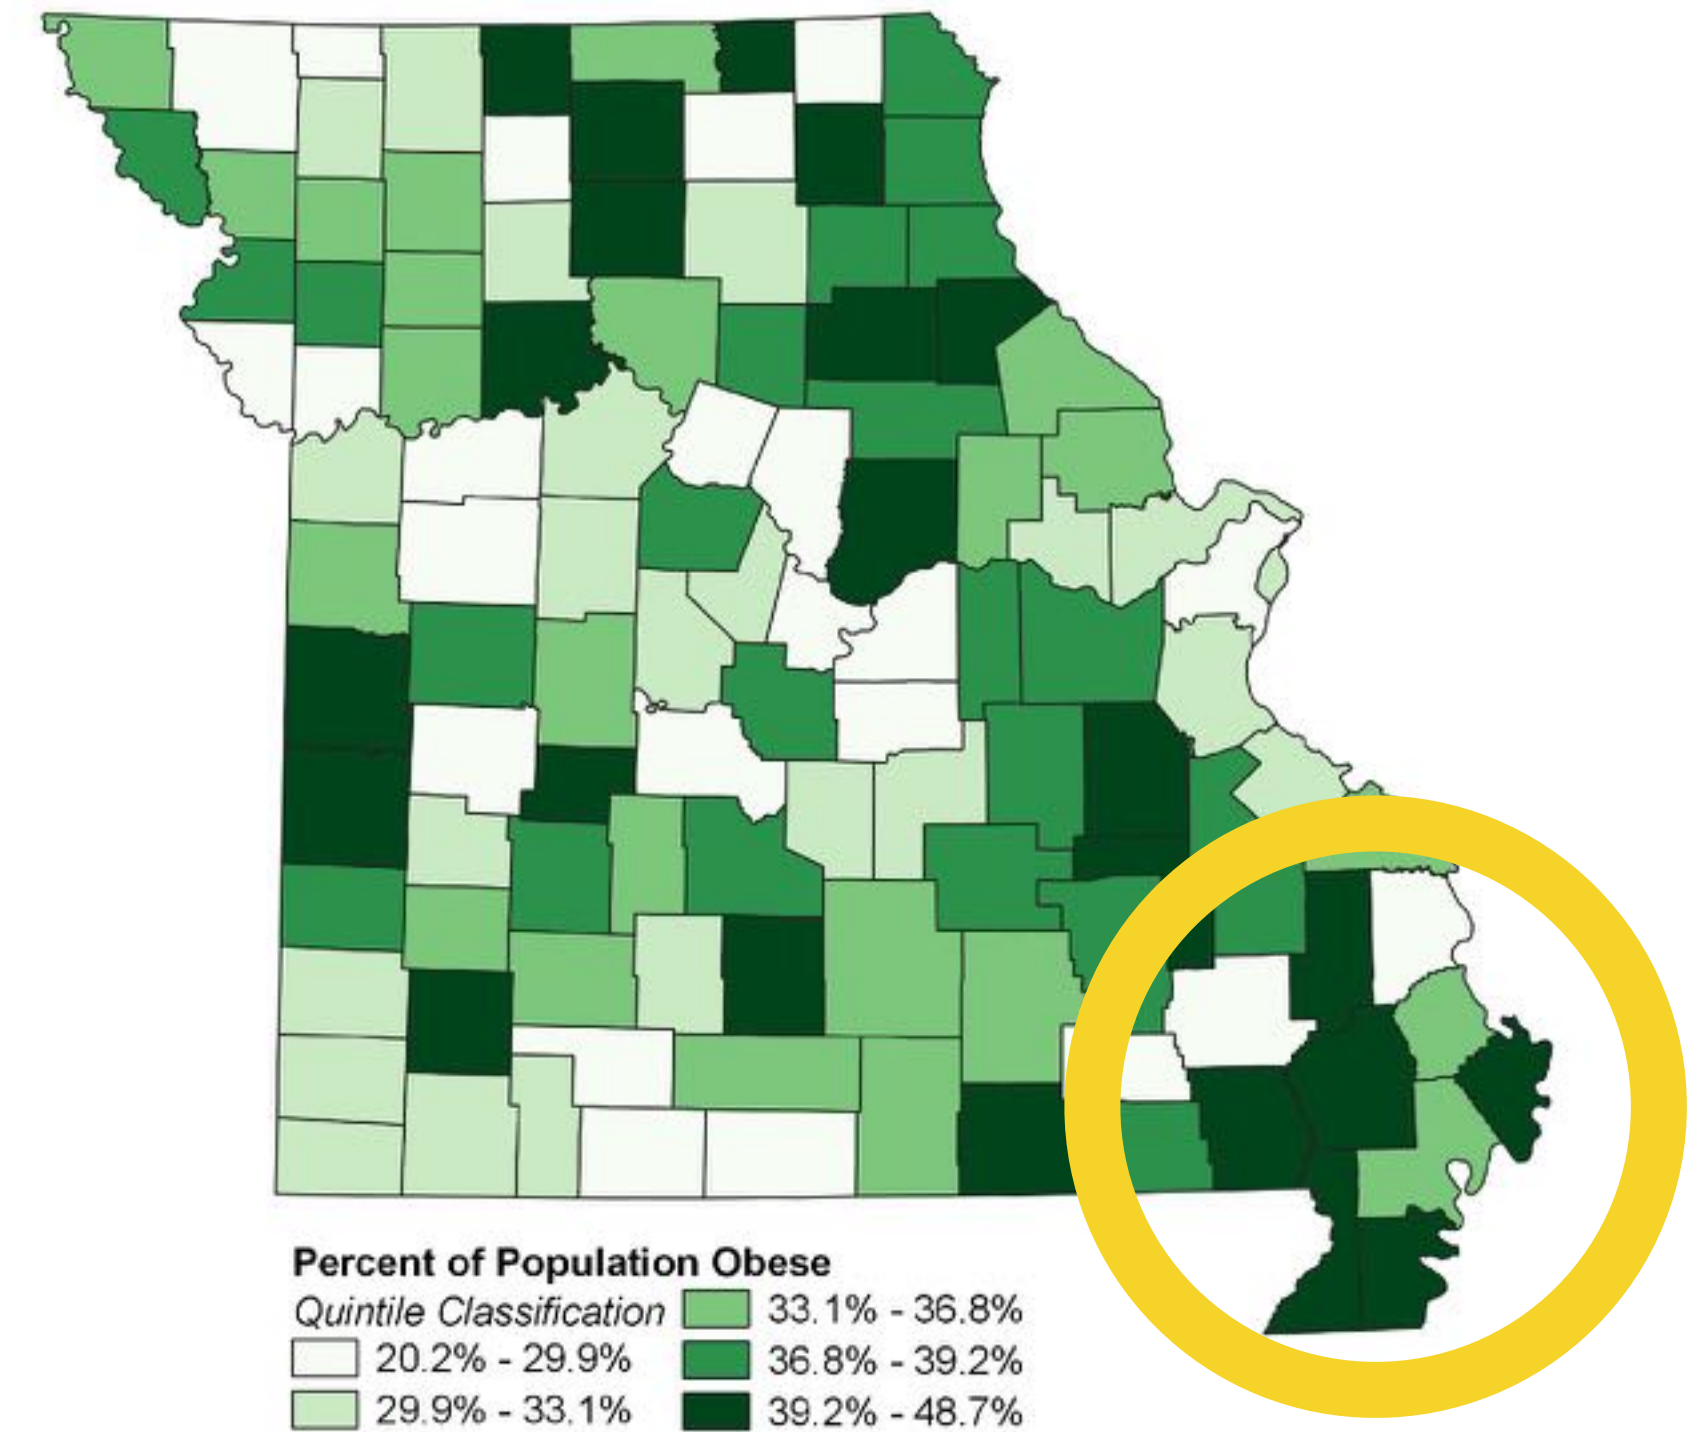 Percent of Population Obese
Quintile Classification
20.2% - 29.9%
29.9% - 33.1%
33.1% - 36.8%
36.8% - 39.2%
39.2% - 48.7%